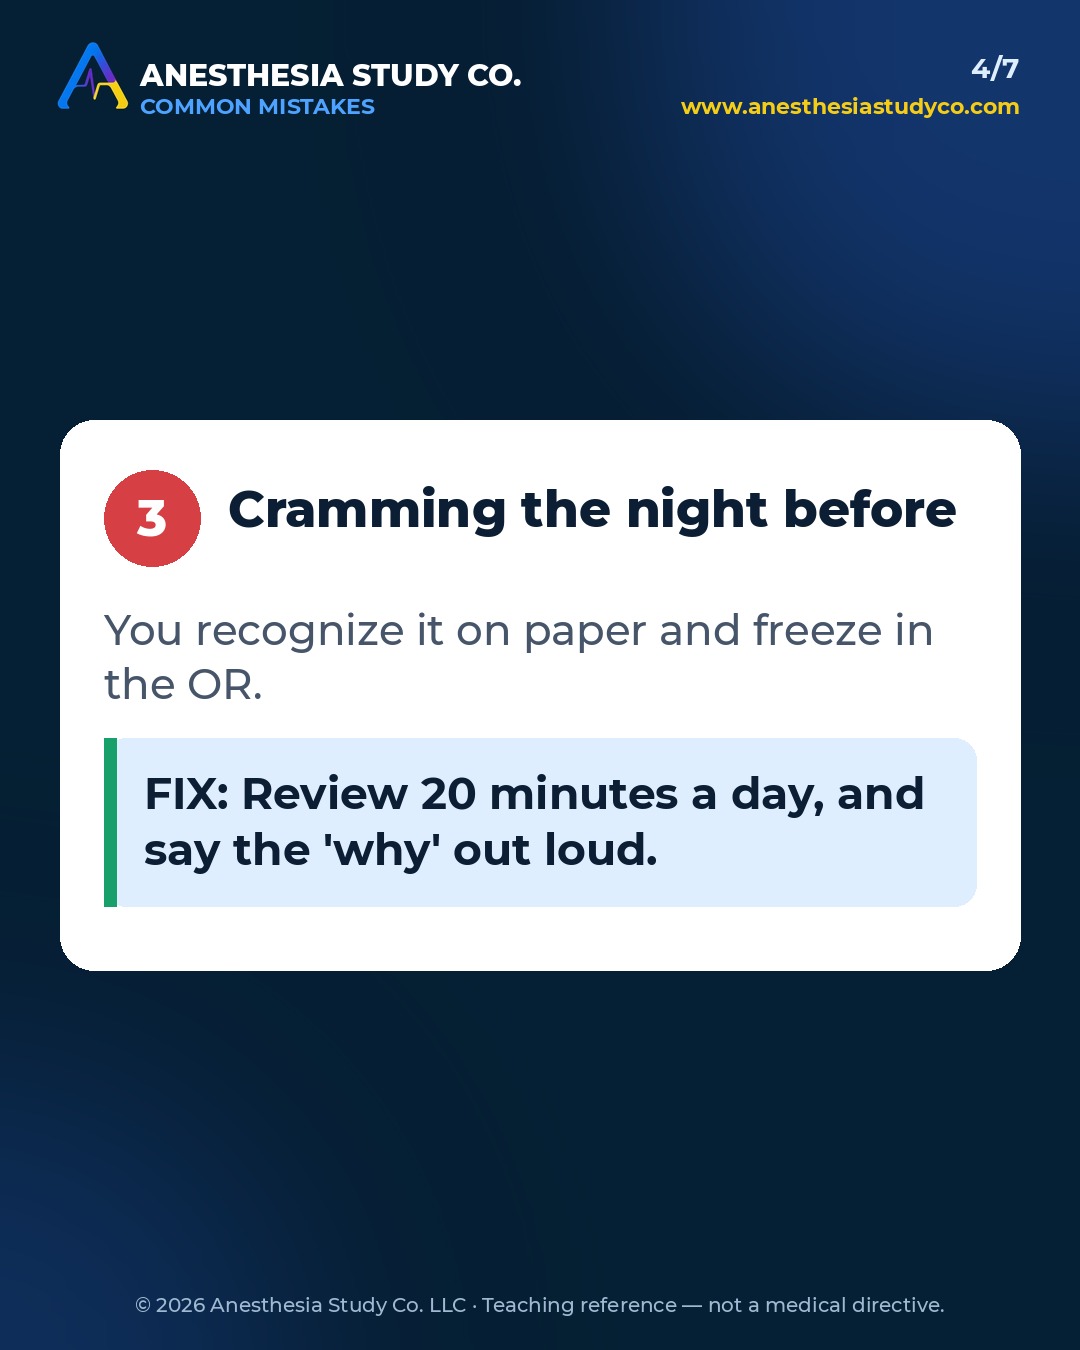 ANESTHESIA STUDY CO.
COMMON MISTAKES
4/7
www.anesthesiastudyco.com
3
Cramming the night before
You recognize it on paper and freeze in
the OR.
FIX: Review 20 minutes a day, and
say the 'why' out loud.
© 2026 Anesthesia Study Co. LLC · Teaching reference — not a medical directive.